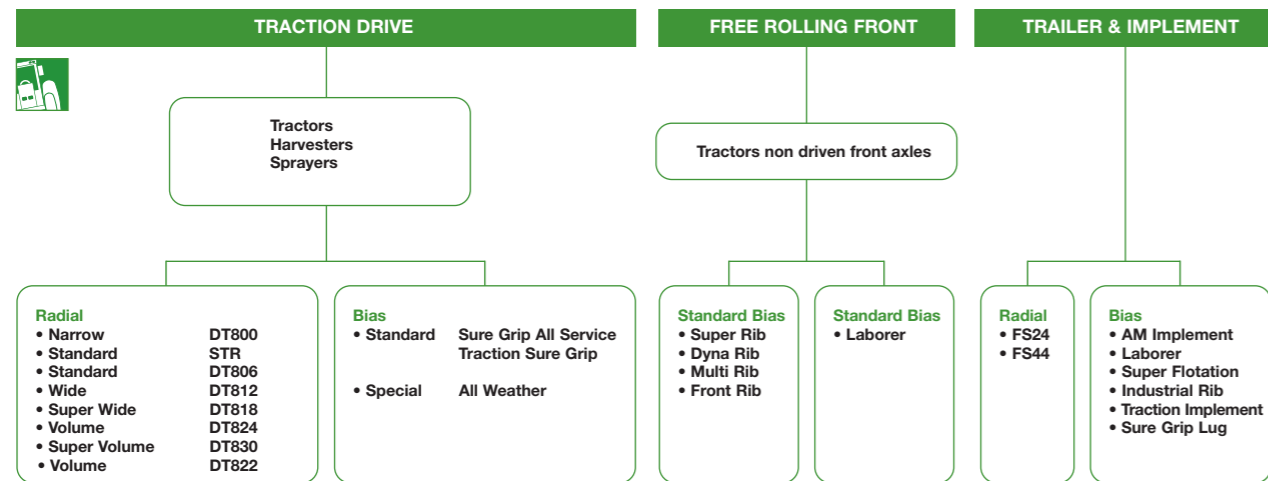 TRACTION DRIVE
FREE ROLLING FRONT
TRAILER & IMPLEMENT
Tractors
Harvesters
Sprayers
Tractors non driven front axles
Radial
• Narrow DT800
• Standard STR
• Standard DT806
• Wide DT812
• Super Wide DT818
• Volume DT824
• Super Volume DT830
• Volume DT822
Bias
• Standard Sure Grip All Service
Traction Sure Grip
• Special All Weather
Standard Bias
• Super Rib
• Dyna Rib
• Multi Rib
• Front Rib
Standard Bias
• Laborer
Radial
• FS24
• FS44
Bias
• AM Implement
• Laborer
• Super Flotation
• Industrial Rib
• Traction Implement
• Sure Grip Lug